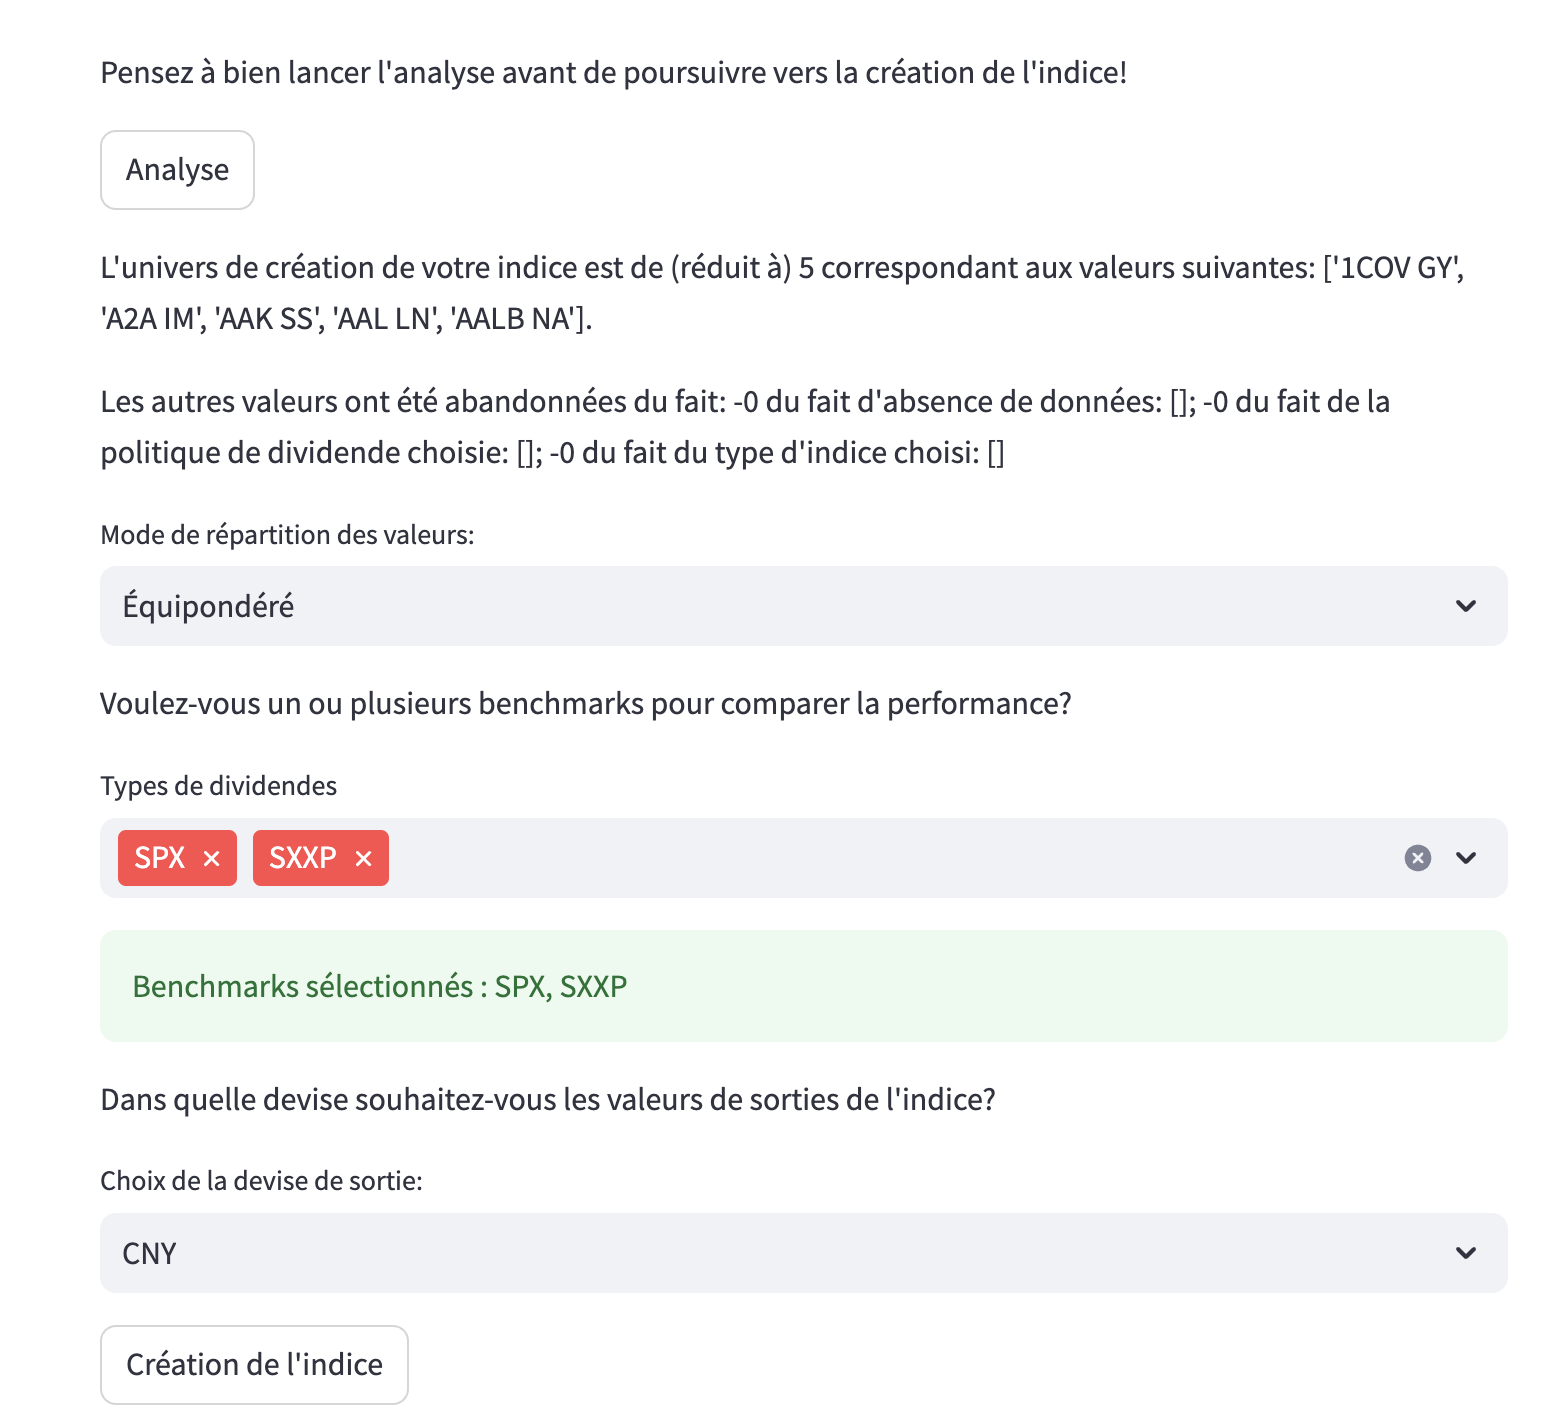 Pensez à bien lancer l'analyse avant de poursuivre vers la création de l'indice!
Analyse
L'univers de création de votre indice est de (réduit à) 5 correspondant aux valeurs suivantes: ['1COV GY',
'A2A IM', 'AAK SS', 'AAL LN', 'AALB NA'].
Les autres valeurs ont été abandonnées du fait: -0 du fait d'absence de données: []; -0 du fait de la
politique de dividende choisie: []; -0 du fait du type d'indice choisi: []
Mode de répartition des valeurs:
Équipondéré
Voulez-vous un ou plusieurs benchmarks pour comparer la performance?
Types de dividendes
SPX SXXP
Benchmarks sélectionnés : SPX, SXXP
Dans quelle devise souhaitez-vous les valeurs de sorties de l'indice?
Choix de la devise de sortie:
CNY
Création de l'indice